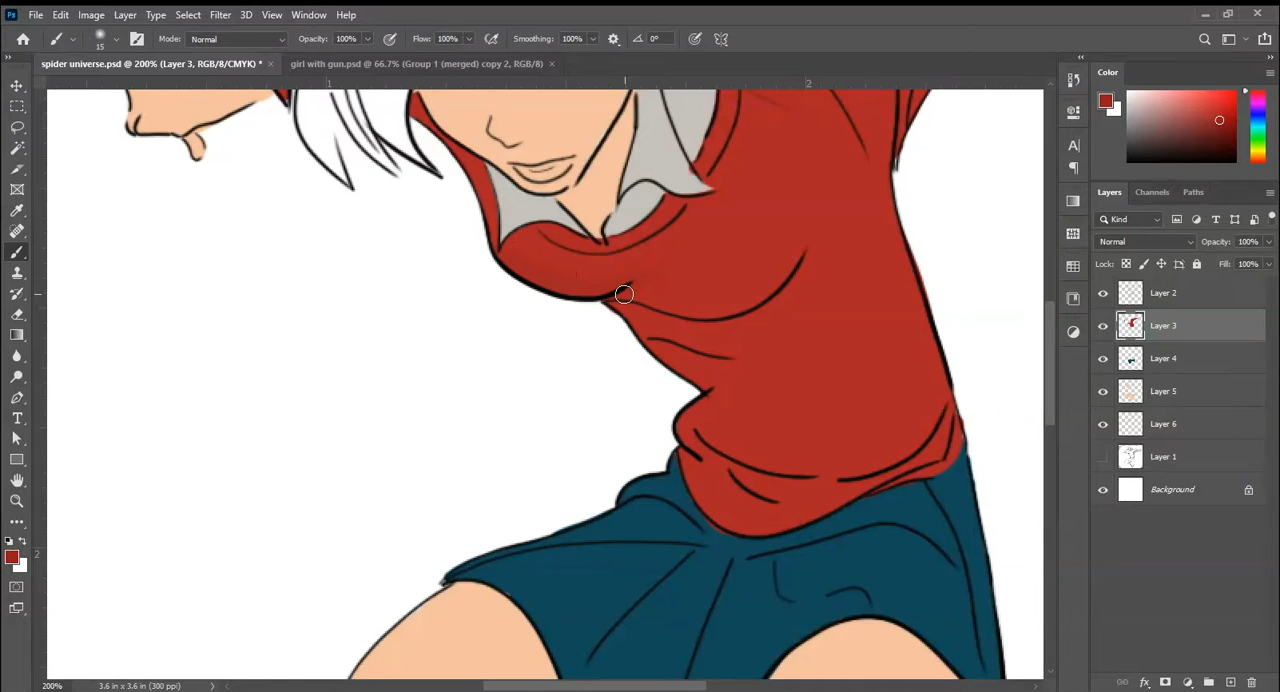 Ps File Edit Image Layer Type Select Filter 3D View Window Help
15 Mode: Normal Opacity: 100% Flow: 100% Smoothing: 100% 0°
spider universe.psd @ 200% (Layer 3, RGB/8/CMYK) * × girl with gun.psd @ 66.7% (Group 1 (merged) copy 2, RGB/8) ×
1 2
2
Color
Layers Channels Paths
Kind
Normal Opacity: 100%
Lock: Fill: 100%
Layer 2
Layer 3
Layer 4
Layer 5
Layer 6
Layer 1
Background
200% 3.6 in x 3.6 in (300 ppi)